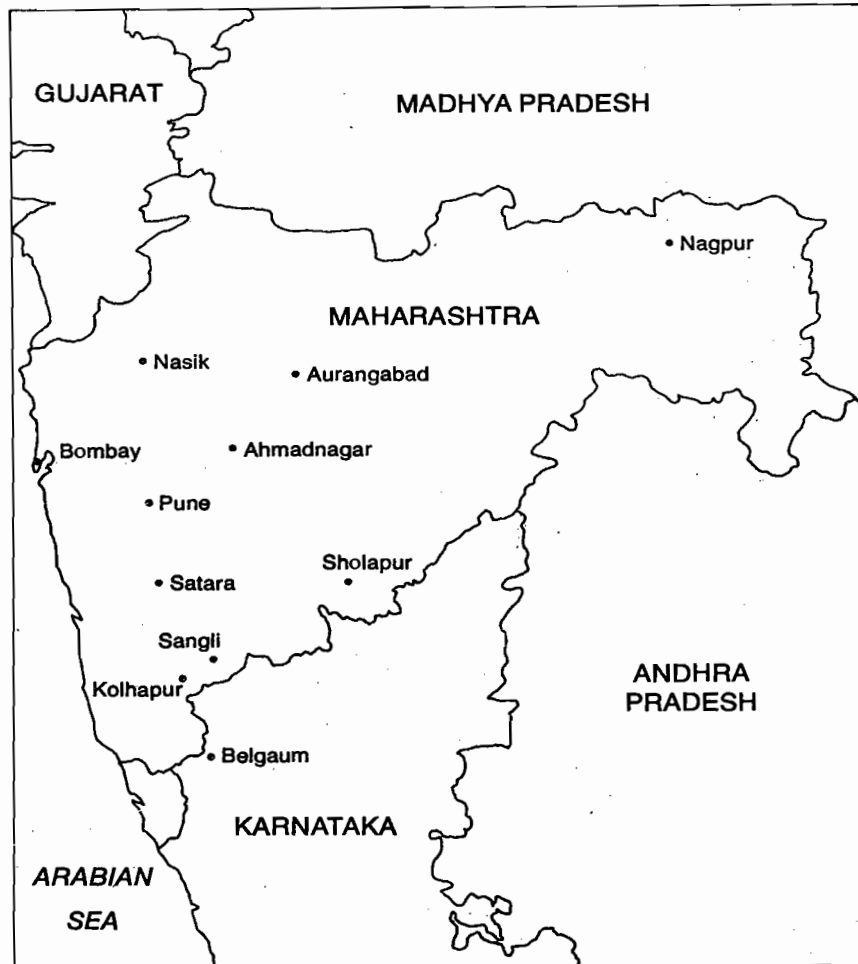 GUJARAT
MADHYA PRADESH
Nagpur
MAHARASHTRA
Nasik
Aurangabad
Bombay
Ahmadnagar
Pune
Sholapur
Satara
Sangli
Kolhapur
ANDHRA
PRADESH
Belgaum
KARNATAKA
ARABIAN
SEA